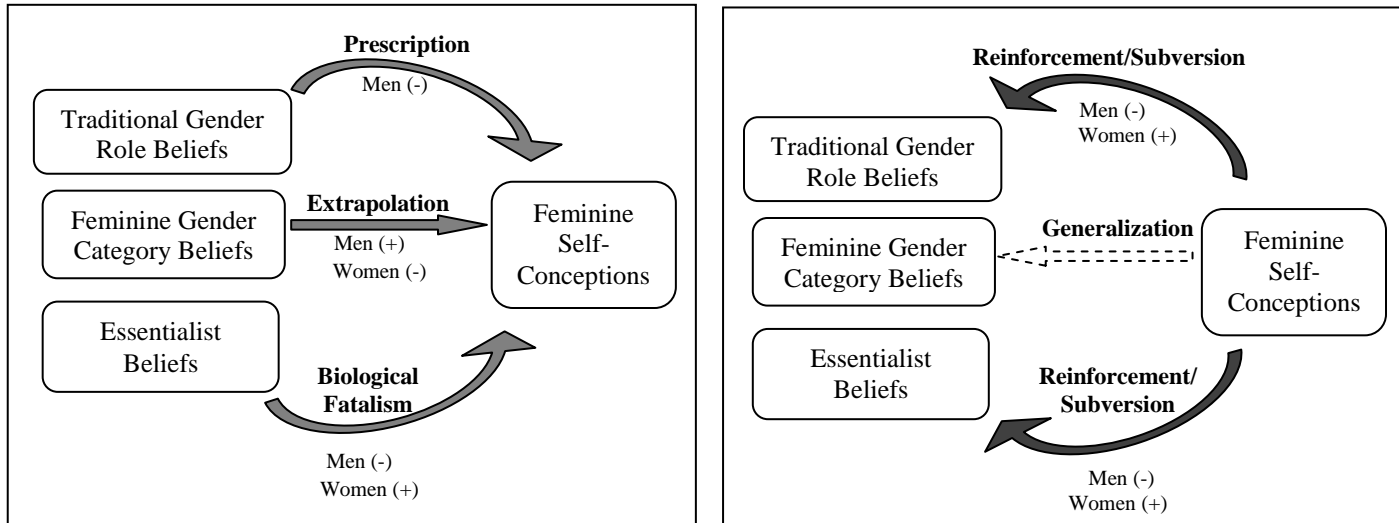 Prescription
Men (-)
Traditional Gender
Role Beliefs
Extrapolation
Men (+)
Women (-)
Feminine Gender
Category Beliefs
Feminine
Self-
Conceptions
Essentialist
Beliefs
Biological
Fatalism
Men (-)
Women (+)
Reinforcement/Subversion
Men (-)
Women (+)
Traditional Gender
Role Beliefs
Generalization
Feminine Gender
Category Beliefs
Feminine
Self-
Conceptions
Essentialist
Beliefs
Reinforcement/
Subversion
Men (-)
Women (+)